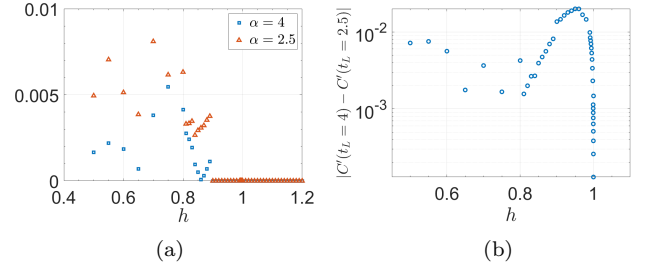 0.01
0.005
0
0.4
0.6
0.8
1
1.2
h
α = 4
α = 2.5
(a)
|C′(t_L = 4) − C′(t_L = 2.5)|
10⁻²
10⁻³
0.6
0.8
1
h
(b)